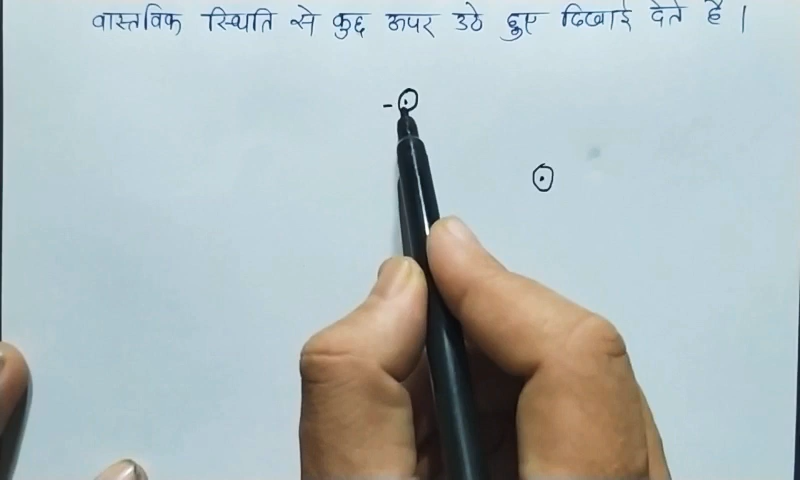 वास्तविक स्थिति से कुछ ऊपर उठे हुए दिखाई देते है।